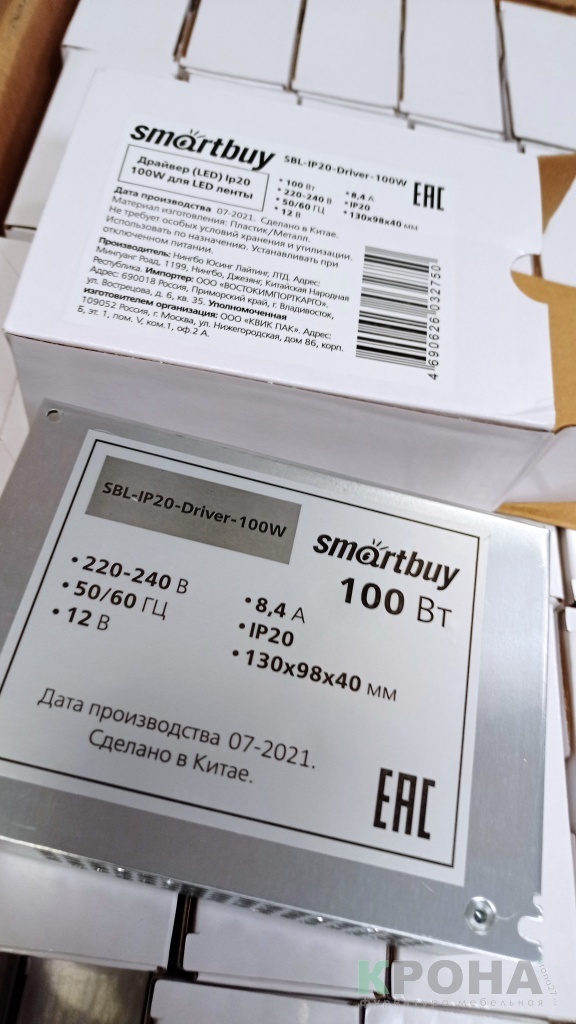 smartbuy
SBL-IP20-Driver-100W
Драйвер (LED) Ip20
100W для LED ленты
• 100 Вт
• 220-240 В
• 50/60 ГЦ
• 12 В
• 8,4 А
• IP20
• 130x98x40 мм
EAC
Дата производства 07-2021. Сделано в Китае.
Материал изготовления: Пластик/Металл.
Не требует особых условий хранения и утилизации.
Использовать по назначению. Устанавливать при
отключенном питании.
Производитель: Нингбо Юсинг Лайтинг, ЛТД. Адрес:
Мингуанг Роад, 1199, Нингбо, Джезянг, Китайская Народная
Республика. Импортер: ООО «ВОСТОКИМПОРТКАРГО».
Адрес: 690018 Россия, Приморский край, г. Владивосток,
ул. Вострецова, д. 6, кв. 35. Уполномоченная
изготовителем организация: ООО «КВИК ПАК». Адрес:
109052 Россия, г. Москва, ул. Нижегородская, дом 86, корп.
Б, эт. 1, пом. V, ком.1, оф.2 А.
4 690626 032750
SBL-IP20-Driver-100W
smartbuy
100 Вт
• 220-240 В
• 50/60 ГЦ
• 12 В
• 8,4 А
• IP20
• 130x98x40 мм
Дата производства 07-2021.
Сделано в Китае.
EAC
КРОНА